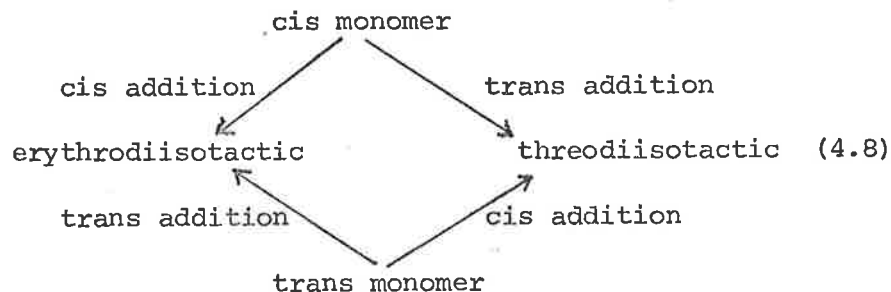 cis monomer
cis addition trans addition
erythrodiisotactic threodiisotactic (4.8)
trans addition cis addition
trans monomer